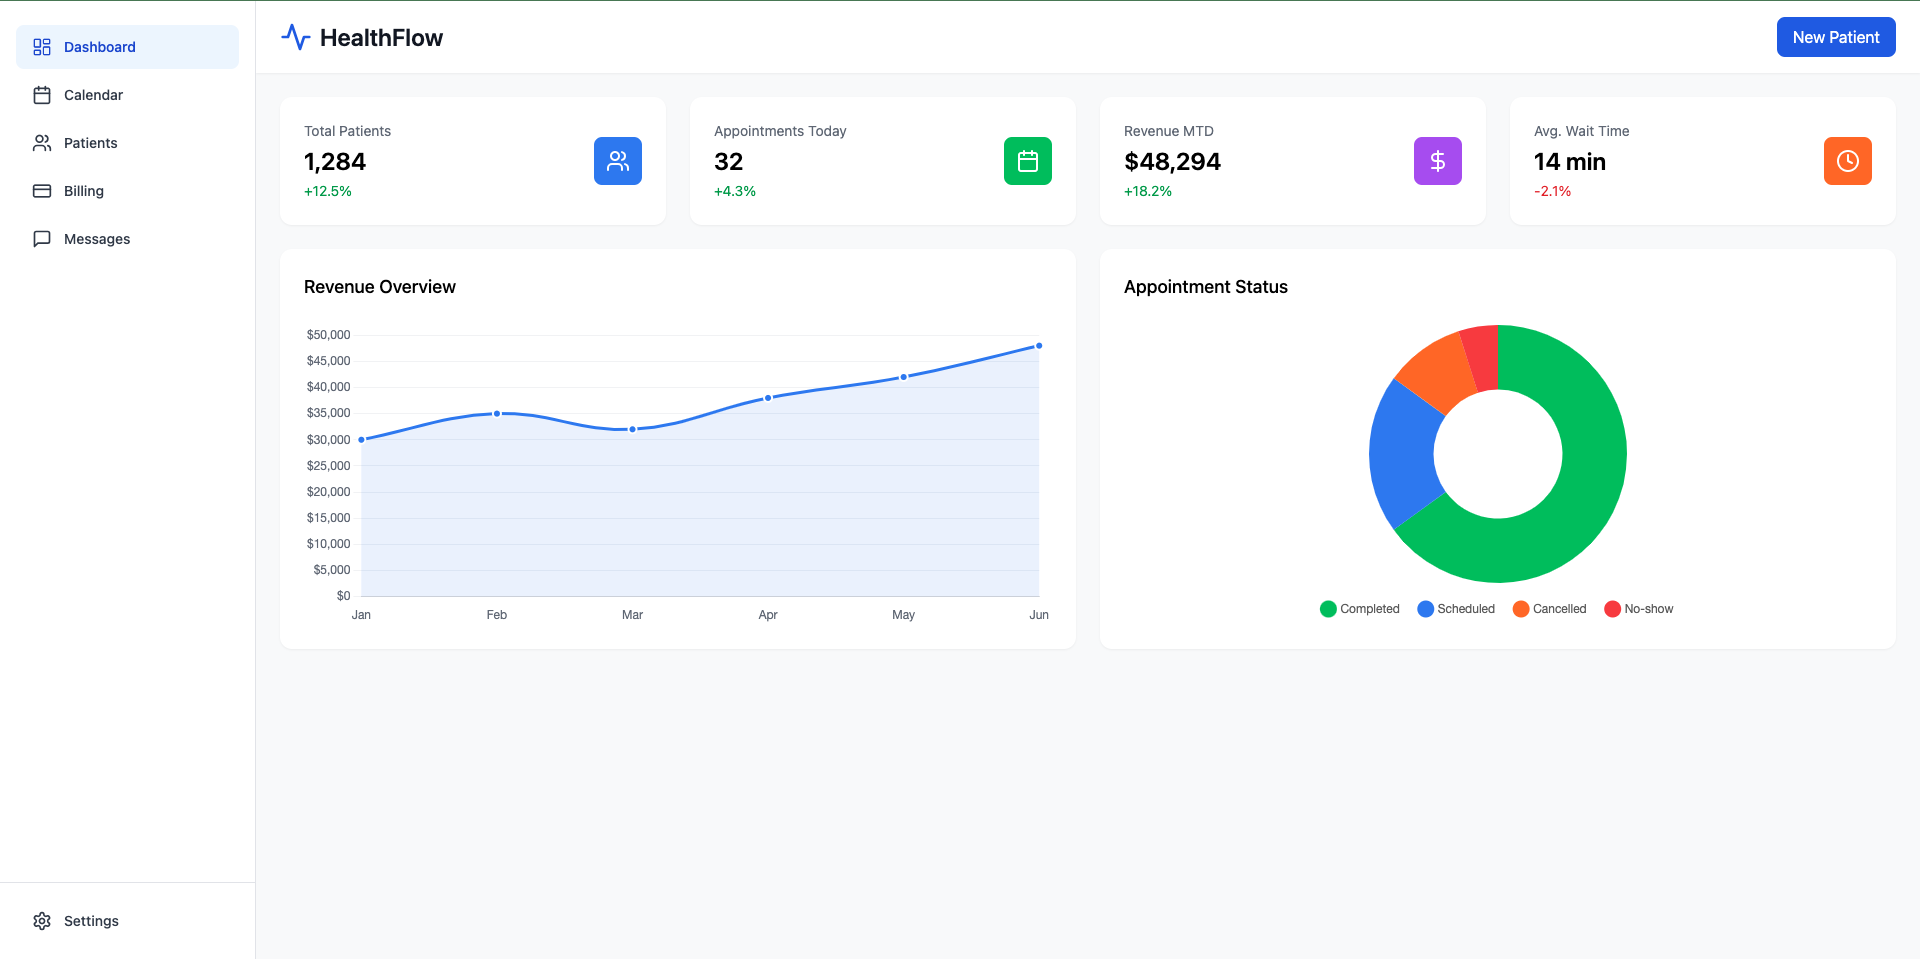 Dashboard
Calendar
Patients
Billing
Messages
Settings
HealthFlow
New Patient
Total Patients
1,284
+12.5%
Appointments Today
32
+4.3%
Revenue MTD
$48,294
+18.2%
Avg. Wait Time
14 min
-2.1%
Revenue Overview
$50,000
$45,000
$40,000
$35,000
$30,000
$25,000
$20,000
$15,000
$10,000
$5,000
$0
Jan Feb Mar Apr May Jun
Appointment Status
Completed Scheduled Cancelled No-show